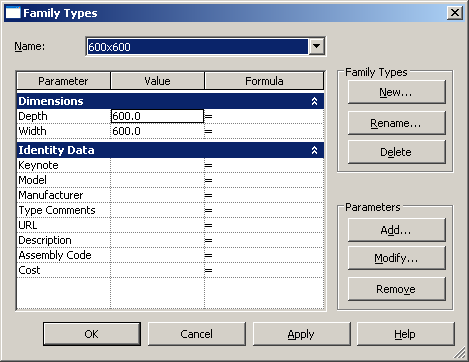 Family Types
Name: 600x600
Parameter Value Formula
Dimensions
Depth 600.0 =
Width 600.0 =
Identity Data
Keynote =
Model =
Manufacturer =
Type Comments =
URL =
Description =
Assembly Code =
Cost =
Family Types
New...
Rename...
Delete
Parameters
Add...
Modify...
Remove
OK Cancel Apply Help